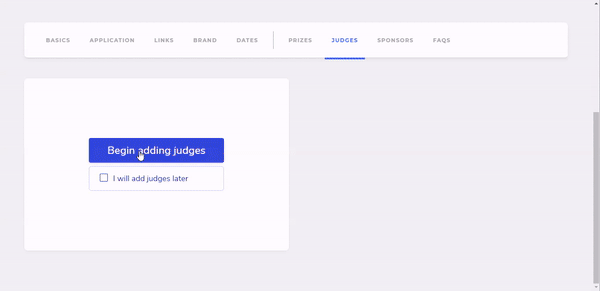 BASICS APPLICATION LINKS BRAND DATES PRIZES JUDGES SPONSORS FAQS
Begin adding judges
I will add judges later